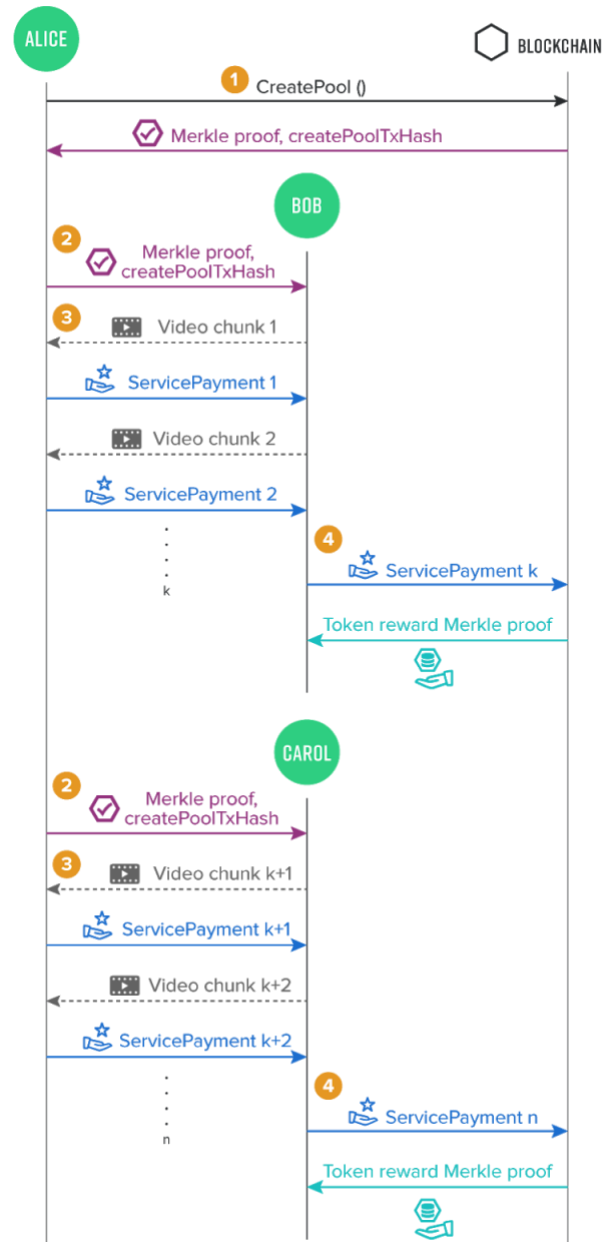 ALICE
BLOCKCHAIN
1
CreatePool ()
Merkle proof, createPoolTxHash
BOB
2
Merkle proof,
createPoolTxHash
3
Video chunk 1
ServicePayment 1
Video chunk 2
ServicePayment 2
4
ServicePayment k
k
Token reward Merkle proof
CAROL
2
Merkle proof,
createPoolTxHash
3
Video chunk k+1
ServicePayment k+1
Video chunk k+2
ServicePayment k+2
4
ServicePayment n
n
Token reward Merkle proof